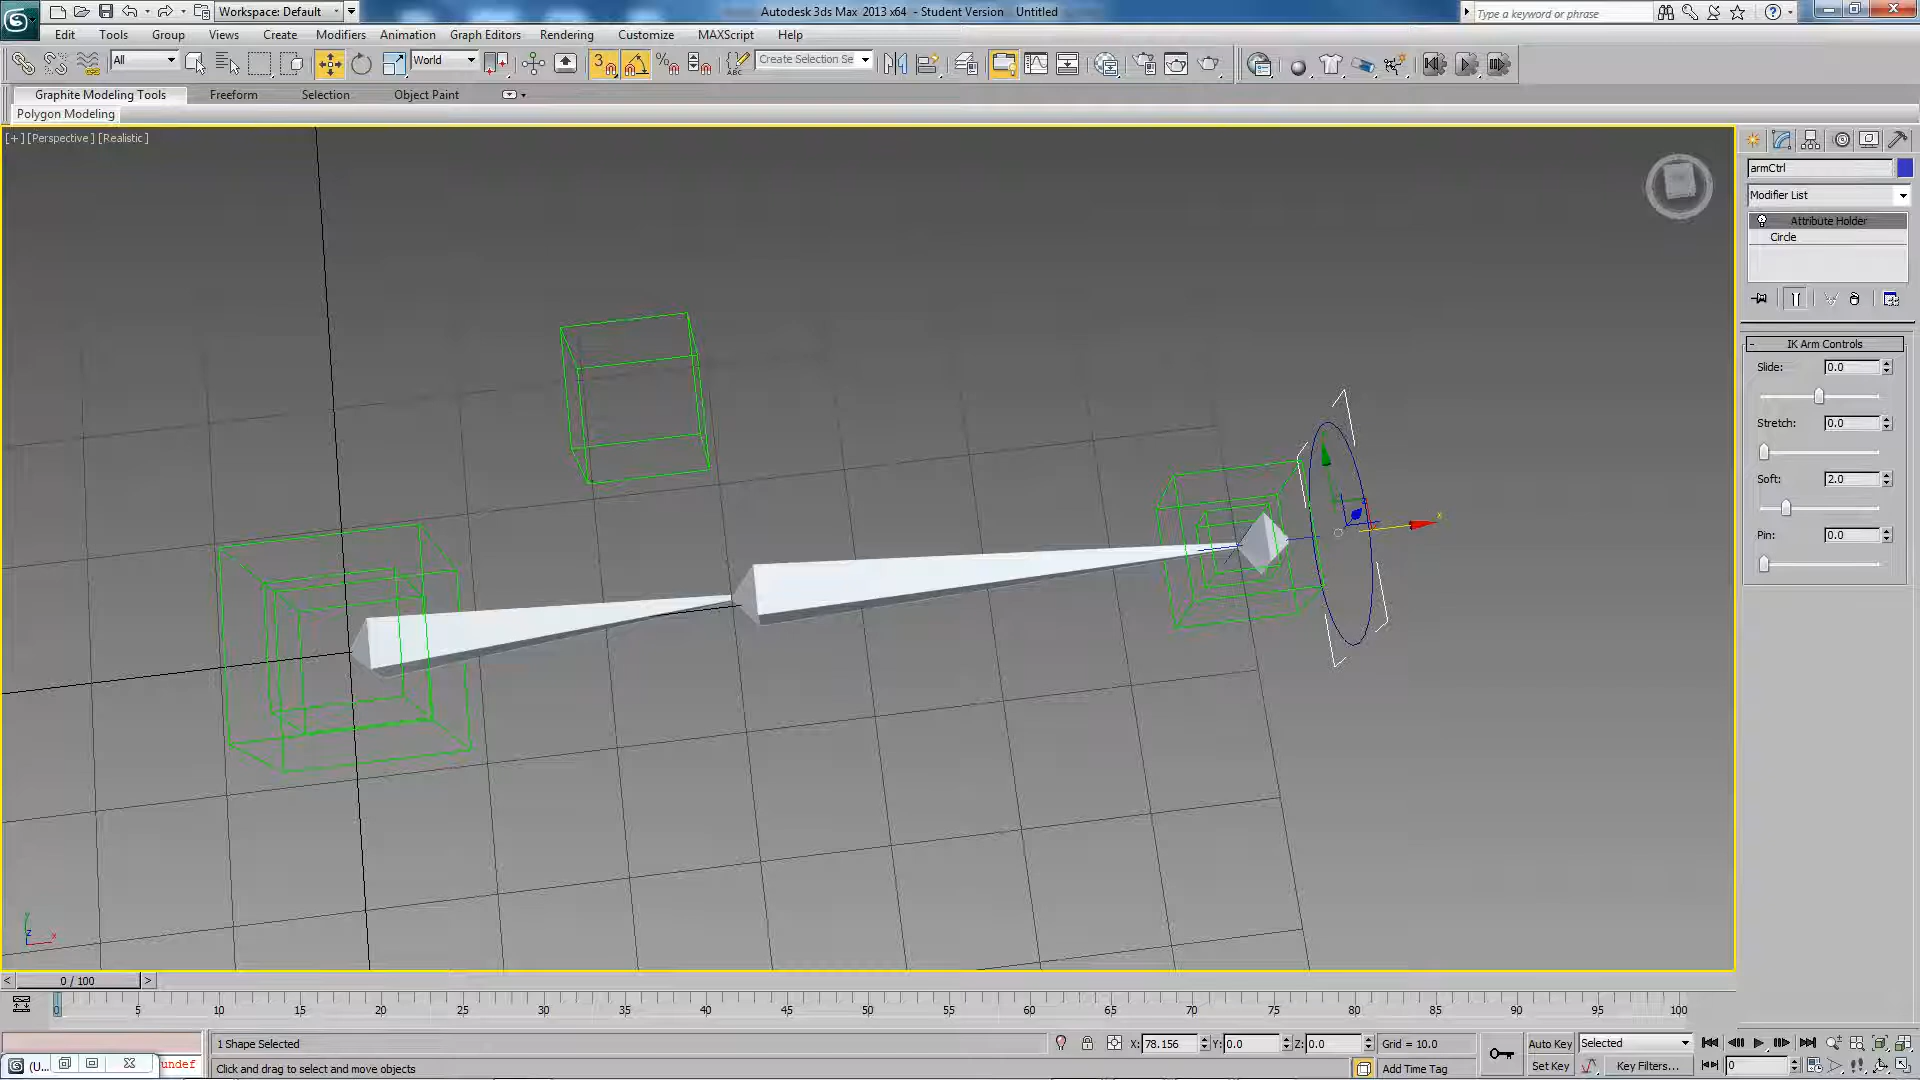 Workspace: Default
Autodesk 3ds Max 2013 x64 - Student Version Untitled
Type a keyword or phrase
Edit Tools Group Views Create Modifiers Animation Graph Editors Rendering Customize MAXScript Help
All
World
3
ABC
Create Selection Se
Graphite Modeling Tools Freeform Selection Object Paint
Polygon Modeling
[+] [Perspective] [Realistic]
armCtrl
Modifier List
Attribute Holder
Circle
- IK Arm Controls
Slide: 0.0
Stretch: 0.0
Soft: 2.0
Pin: 0.0
x
z
x
< 0 / 100 >
0 5 10 15 20 25 30 35 40 45 50 55 60 65 70 75 80 85 90 95 100
1 Shape Selected
X: 78.156 Y: 0.0 Z: 0.0 Grid = 10.0
Auto Key Selected
(U... undef
Click and drag to select and move objects
Add Time Tag
Set Key Key Filters... 0